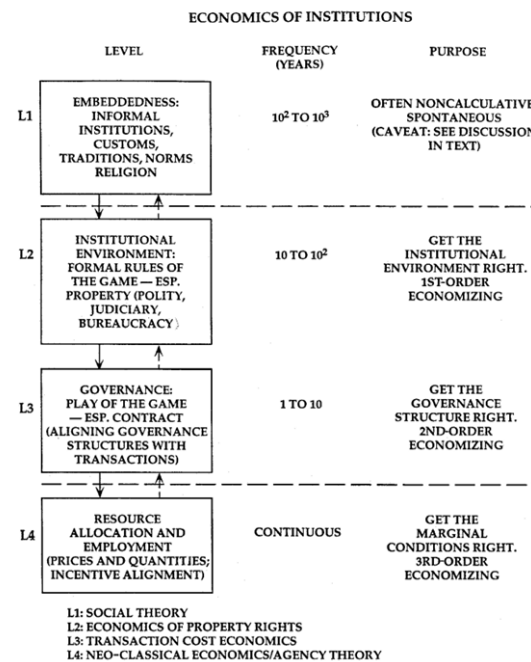 ECONOMICS OF INSTITUTIONS
LEVEL
FREQUENCY
(YEARS)
PURPOSE
L1
EMBEDDEDNESS:
INFORMAL
INSTITUTIONS,
CUSTOMS,
TRADITIONS, NORMS
RELIGION
10² TO 10³
OFTEN NONCALCULATIVE
SPONTANEOUS
(CAVEAT: SEE DISCUSSION
IN TEXT)
L2
INSTITUTIONAL
ENVIRONMENT:
FORMAL RULES OF
THE GAME — ESP.
PROPERTY (POLITY,
JUDICIARY,
BUREAUCRACY)
10 TO 10²
GET THE
INSTITUTIONAL
ENVIRONMENT RIGHT.
1ST-ORDER
ECONOMIZING
L3
GOVERNANCE:
PLAY OF THE GAME
— ESP. CONTRACT
(ALIGNING GOVERNANCE
STRUCTURES WITH
TRANSACTIONS)
1 TO 10
GET THE
GOVERNANCE
STRUCTURE RIGHT.
2ND-ORDER
ECONOMIZING
L4
RESOURCE
ALLOCATION AND
EMPLOYMENT
(PRICES AND QUANTITIES;
INCENTIVE ALIGNMENT)
CONTINUOUS
GET THE
MARGINAL
CONDITIONS RIGHT.
3RD-ORDER
ECONOMIZING
L1: SOCIAL THEORY
L2: ECONOMICS OF PROPERTY RIGHTS
L3: TRANSACTION COST ECONOMICS
L4: NEO-CLASSICAL ECONOMICS/AGENCY THEORY